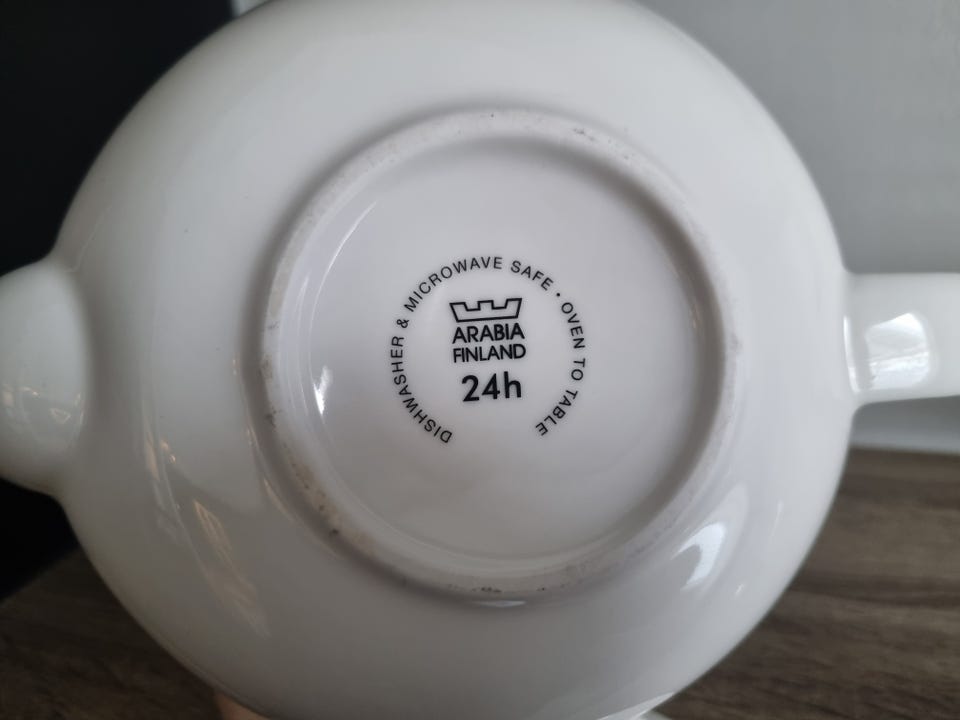 DISHWASHER & MICROWAVE SAFE · OVEN TO TABLE
ARABIA
FINLAND
24h